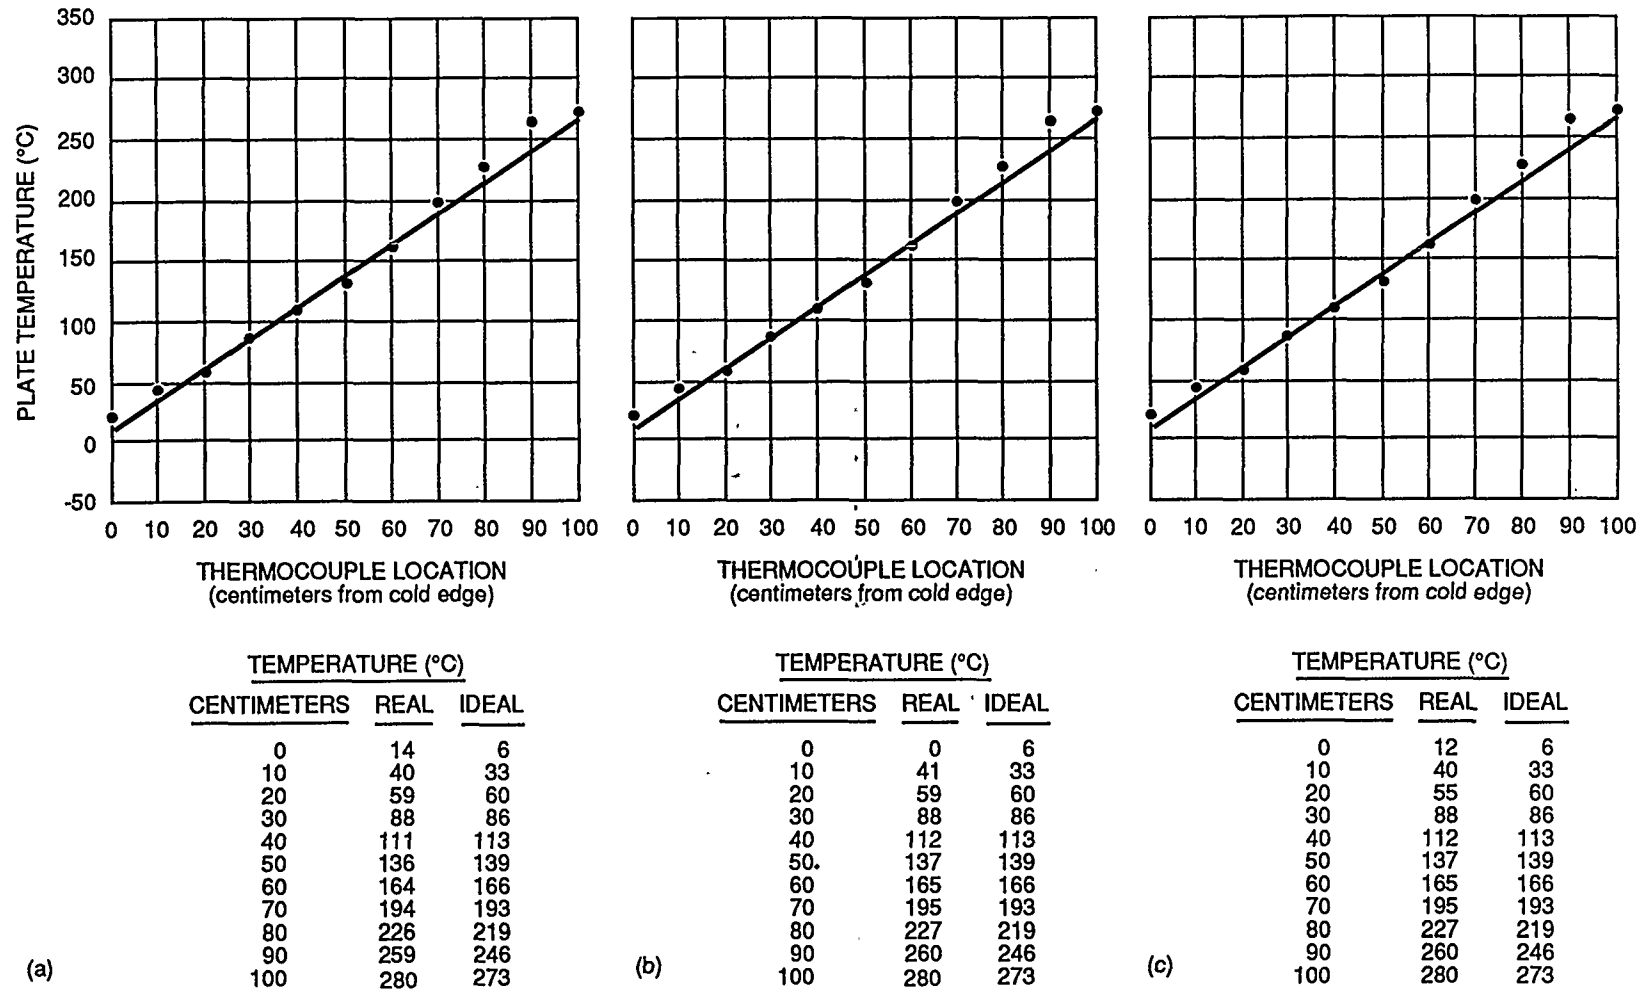 PLATE TEMPERATURE (°C)
350
300
250
200
150
100
50
0
-50
0 10 20 30 40 50 60 70 80 90 100
THERMOCOUPLE LOCATION
(centimeters from cold edge)
TEMPERATURE (°C)
CENTIMETERS REAL IDEAL
0 14 6
10 40 33
20 59 60
30 88 86
40 111 113
50 136 139
60 164 166
70 194 193
80 226 219
90 259 246
100 280 273
(a)
0 10 20 30 40 50 60 70 80 90 100
THERMOCOUPLE LOCATION
(centimeters from cold edge)
TEMPERATURE (°C)
CENTIMETERS REAL IDEAL
0 0 6
10 41 33
20 59 60
30 88 86
40 112 113
50 137 139
60 165 166
70 195 193
80 227 219
90 260 246
100 280 273
(b)
0 10 20 30 40 50 60 70 80 90 100
THERMOCOUPLE LOCATION
(centimeters from cold edge)
TEMPERATURE (°C)
CENTIMETERS REAL IDEAL
0 12 6
10 40 33
20 55 60
30 88 86
40 112 113
50 137 139
60 165 166
70 195 193
80 227 219
90 260 246
100 280 273
(c)